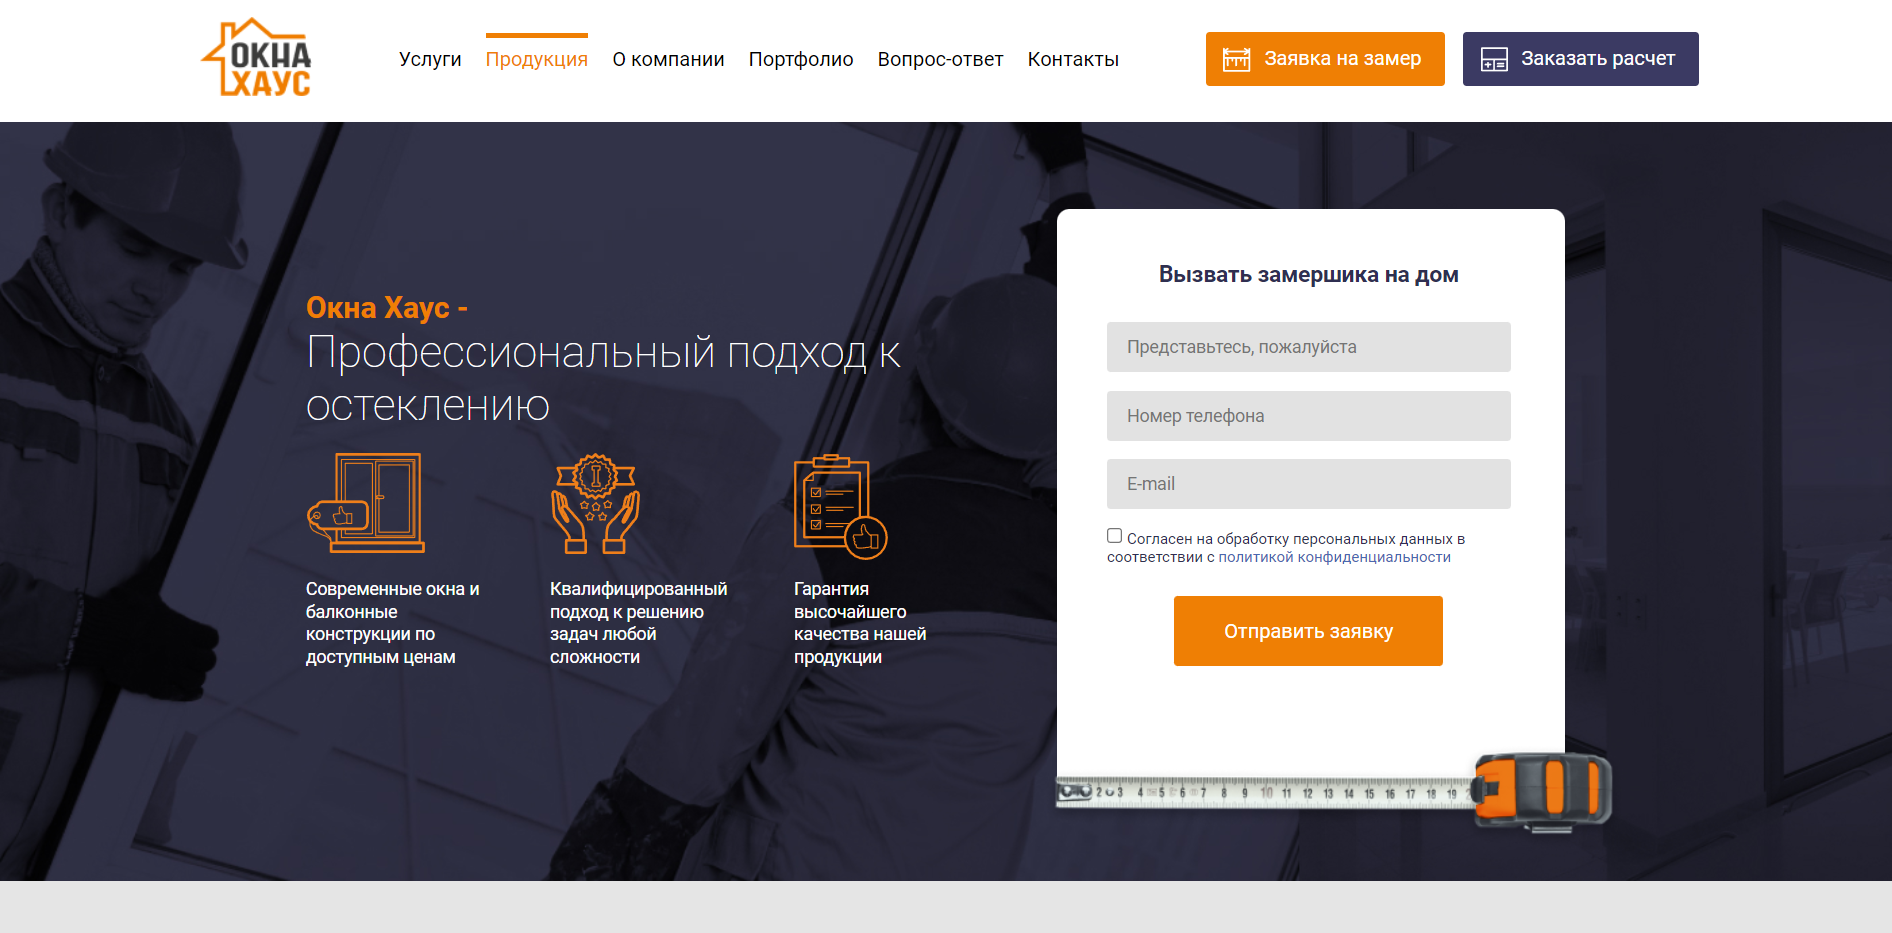 ОКНА
ХАУС
Услуги Продукция О компании Портфолио Вопрос-ответ Контакты
Заявка на замер
Заказать расчет
Окна Хаус -
Профессиональный подход к
остеклению
Современные окна и
балконные
конструкции по
доступным ценам
Квалифицированный
подход к решению
задач любой
сложности
Гарантия
высочайшего
качества нашей
продукции
Вызвать замершика на дом
Представьтесь, пожалуйста
Номер телефона
E-mail
Согласен на обработку персональных данных в
соответствии с политикой конфиденциальности
Отправить заявку
2 3 4 5 6 7 8 9 10 11 12 13 14 15 16 17 18 19